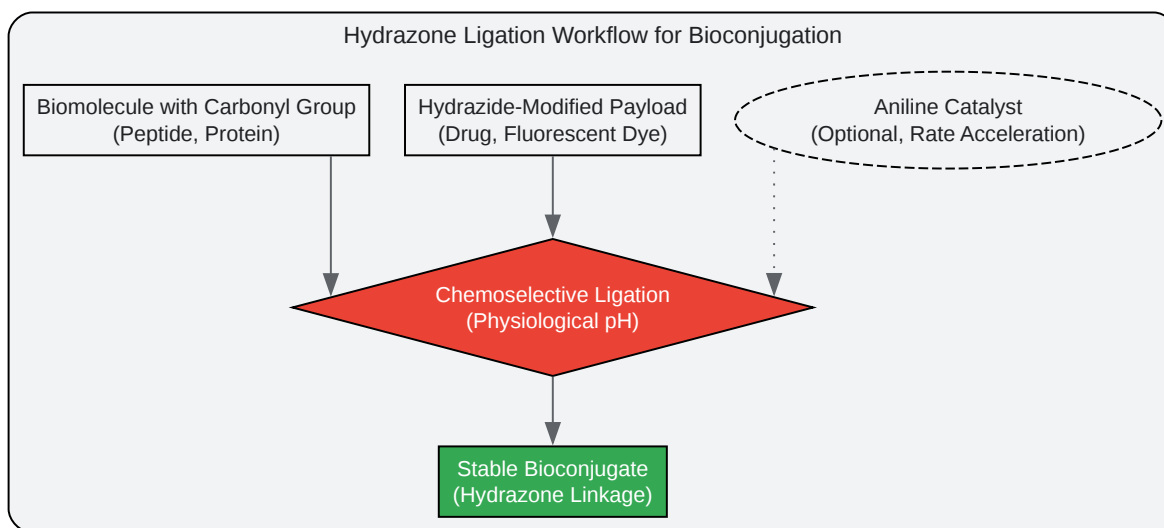 Hydrazone Ligation Workflow for Bioconjugation
Biomolecule with Carbonyl Group
(Peptide, Protein)
Hydrazide-Modified Payload
(Drug, Fluorescent Dye)
Aniline Catalyst
(Optional, Rate Acceleration)
Chemoselective Ligation
(Physiological pH)
Stable Bioconjugate
(Hydrazone Linkage)